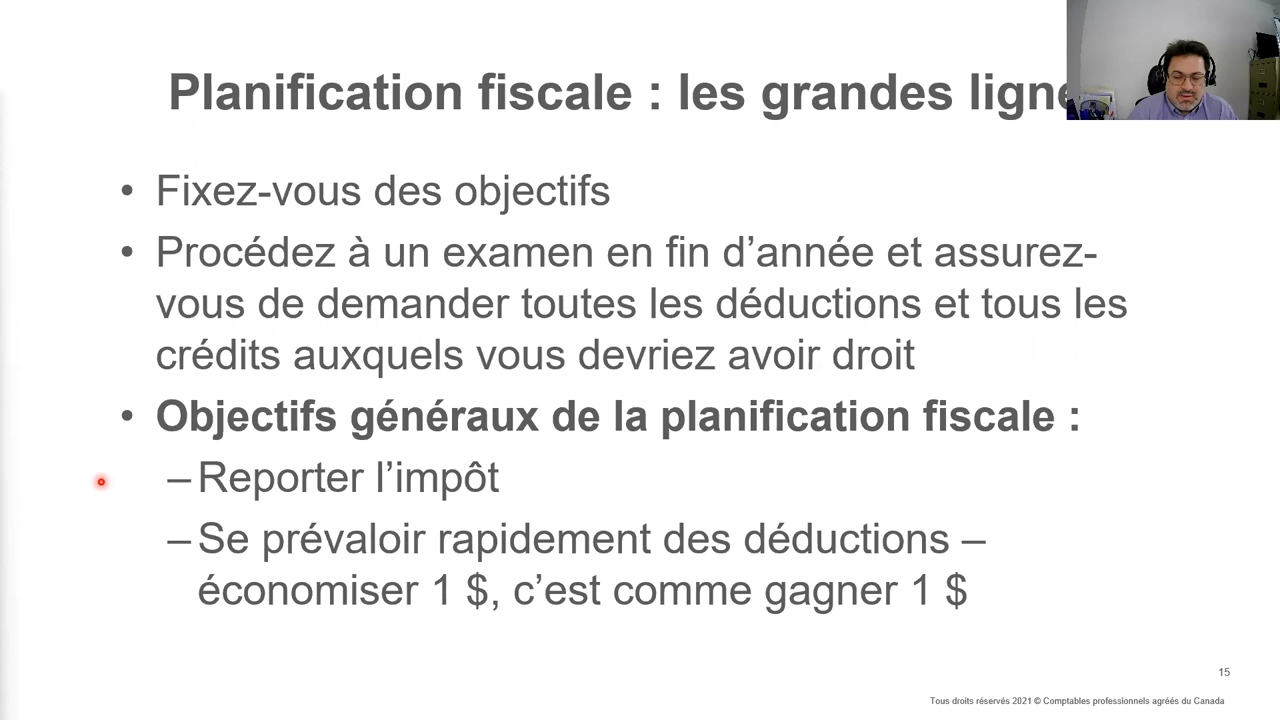 Planification fiscale : les grandes ligne
• Fixez-vous des objectifs
• Procédez à un examen en fin d’année et assurez-
vous de demander toutes les déductions et tous les
crédits auxquels vous devriez avoir droit
• Objectifs généraux de la planification fiscale :
– Reporter l’impôt
– Se prévaloir rapidement des déductions –
économiser 1 $, c’est comme gagner 1 $
15
Tous droits réservés 2021 © Comptables professionnels agréés du Canada